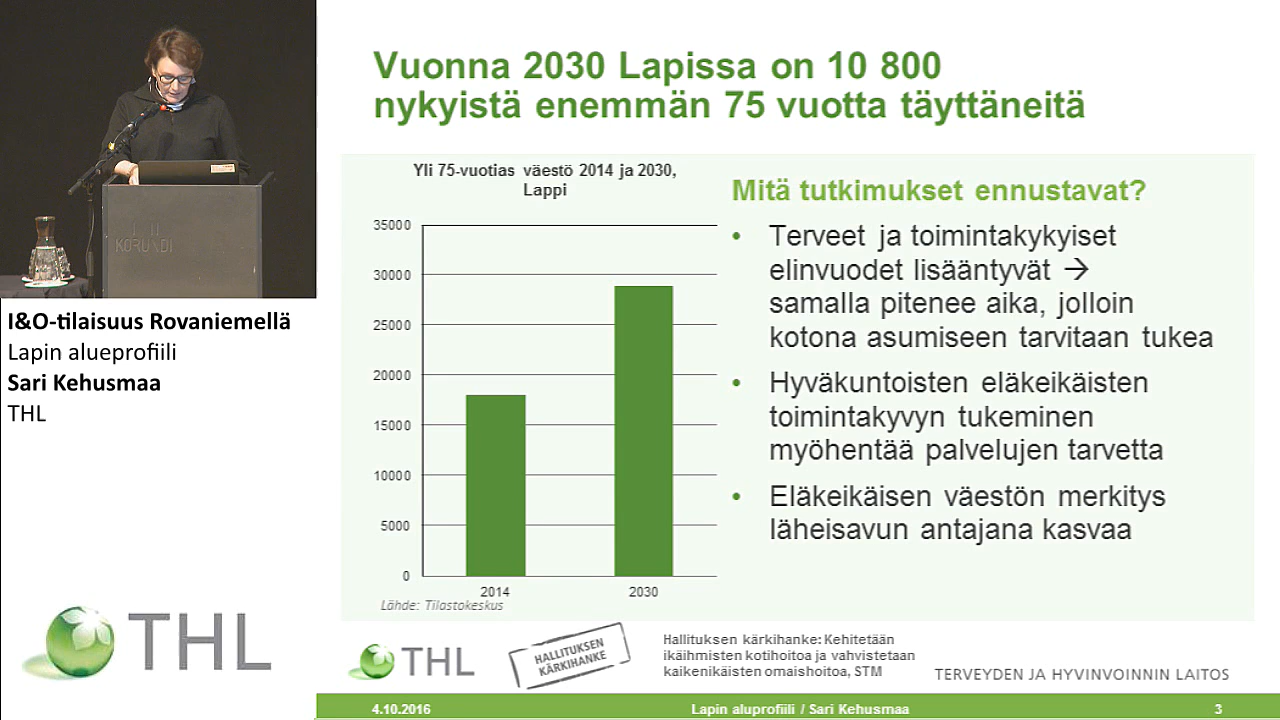 Vuonna 2030 Lapissa on 10 800
nykyistä enemmän 75 vuotta täyttäneitä
Yli 75-vuotias väestö 2014 ja 2030,
Lappi
35000
30000
25000
20000
15000
10000
5000
0
2014
2030
Lähde: Tilastokeskus
Mitä tutkimukset ennustavat?
• Terveet ja toimintakykyiset
elinvuodet lisääntyvät →
samalla pitenee aika, jolloin
kotona asumiseen tarvitaan tukea
• Hyväkuntoisten eläkeikäisten
toimintakyvyn tukeminen
myöhentää palvelujen tarvetta
• Eläkeikäisen väestön merkitys
läheisavun antajana kasvaa
KORUNDI
I&O-tilaisuus Rovaniemellä
Lapin alueprofiili
Sari Kehusmaa
THL
THL
THL
HALLITUKSEN
KÄRKIHANKE
Hallituksen kärkihanke: Kehitetään
ikäihmisten kotihoitoa ja vahvistetaan
kaikenikäisten omaishoitoa, STM
TERVEYDEN JA HYVINVOINNIN LAITOS
4.10.2016
Lapin aluprofiili / Sari Kehusmaa
3